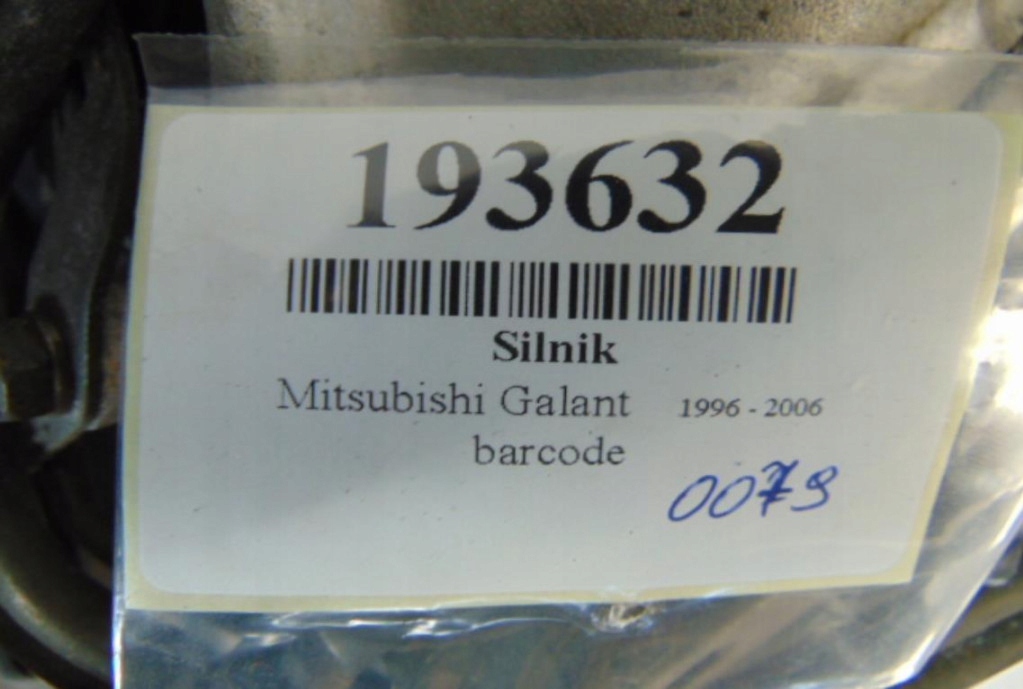 193632
Silnik
Mitsubishi Galant 1996 - 2006
barcode
0079